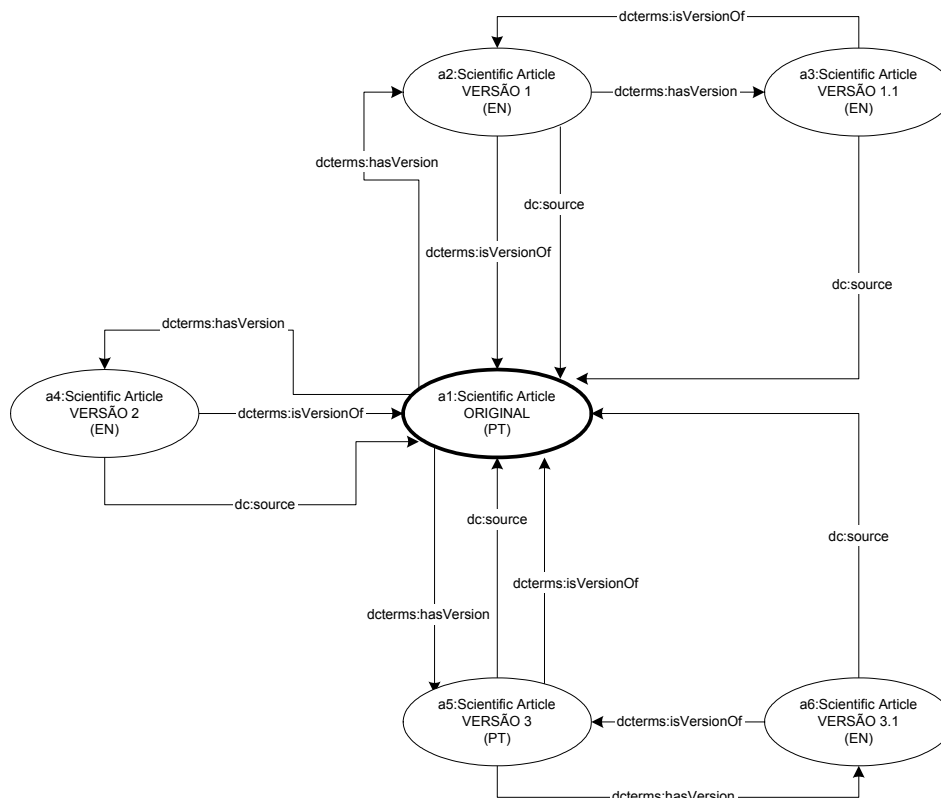 dcterms:isVersionOf
a2:Scientific Article
VERSÃO 1
(EN)
dcterms:hasVersion
a3:Scientific Article
VERSÃO 1.1
(EN)
dcterms:hasVersion
dc:source
dcterms:isVersionOf
dc:source
dcterms:hasVersion
a4:Scientific Article
VERSÃO 2
(EN)
dcterms:isVersionOf
a1:Scientific Article
ORIGINAL
(PT)
dc:source
dc:source
dc:source
dcterms:isVersionOf
dcterms:hasVersion
a5:Scientific Article
VERSÃO 3
(PT)
dcterms:isVersionOf
a6:Scientific Article
VERSÃO 3.1
(EN)
dcterms:hasVersion